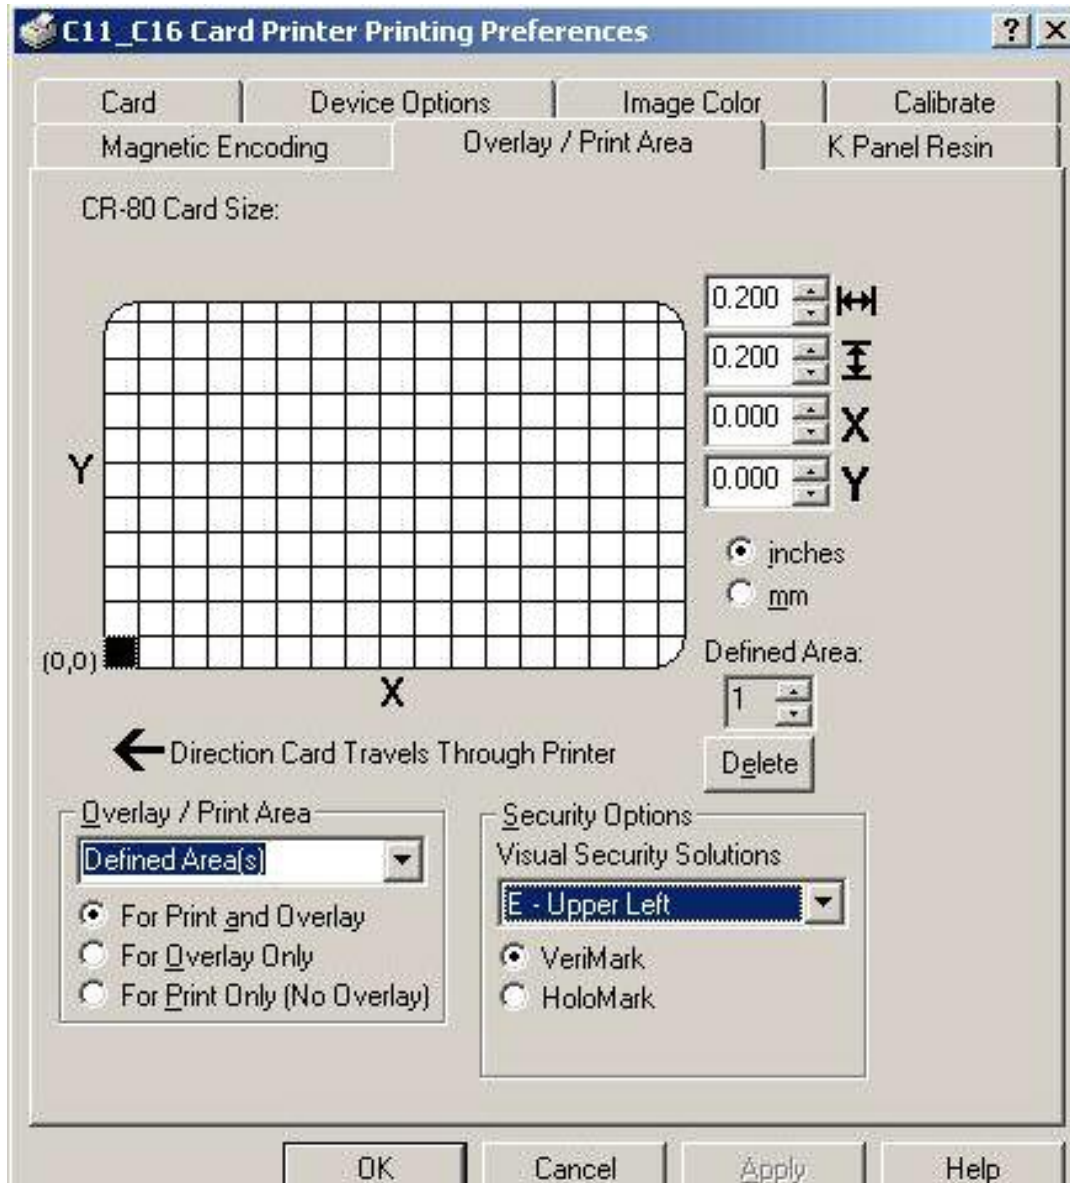 C11_C16 Card Printer Printing Preferences
Card
Device Options
Image Color
Calibrate
Magnetic Encoding
Overlay / Print Area
K Panel Resin
CR-80 Card Size:
0.200
0.200
0.000 X
0.000 Y
Y
inches
mm
(0,0)
X
Defined Area:
1
Direction Card Travels Through Printer
Delete
Overlay / Print Area
Defined Area(s)
For Print and Overlay
For Overlay Only
For Print Only (No Overlay)
Security Options
Visual Security Solutions
E - Upper Left
VeriMark
HoloMark
OK
Cancel
Apply
Help